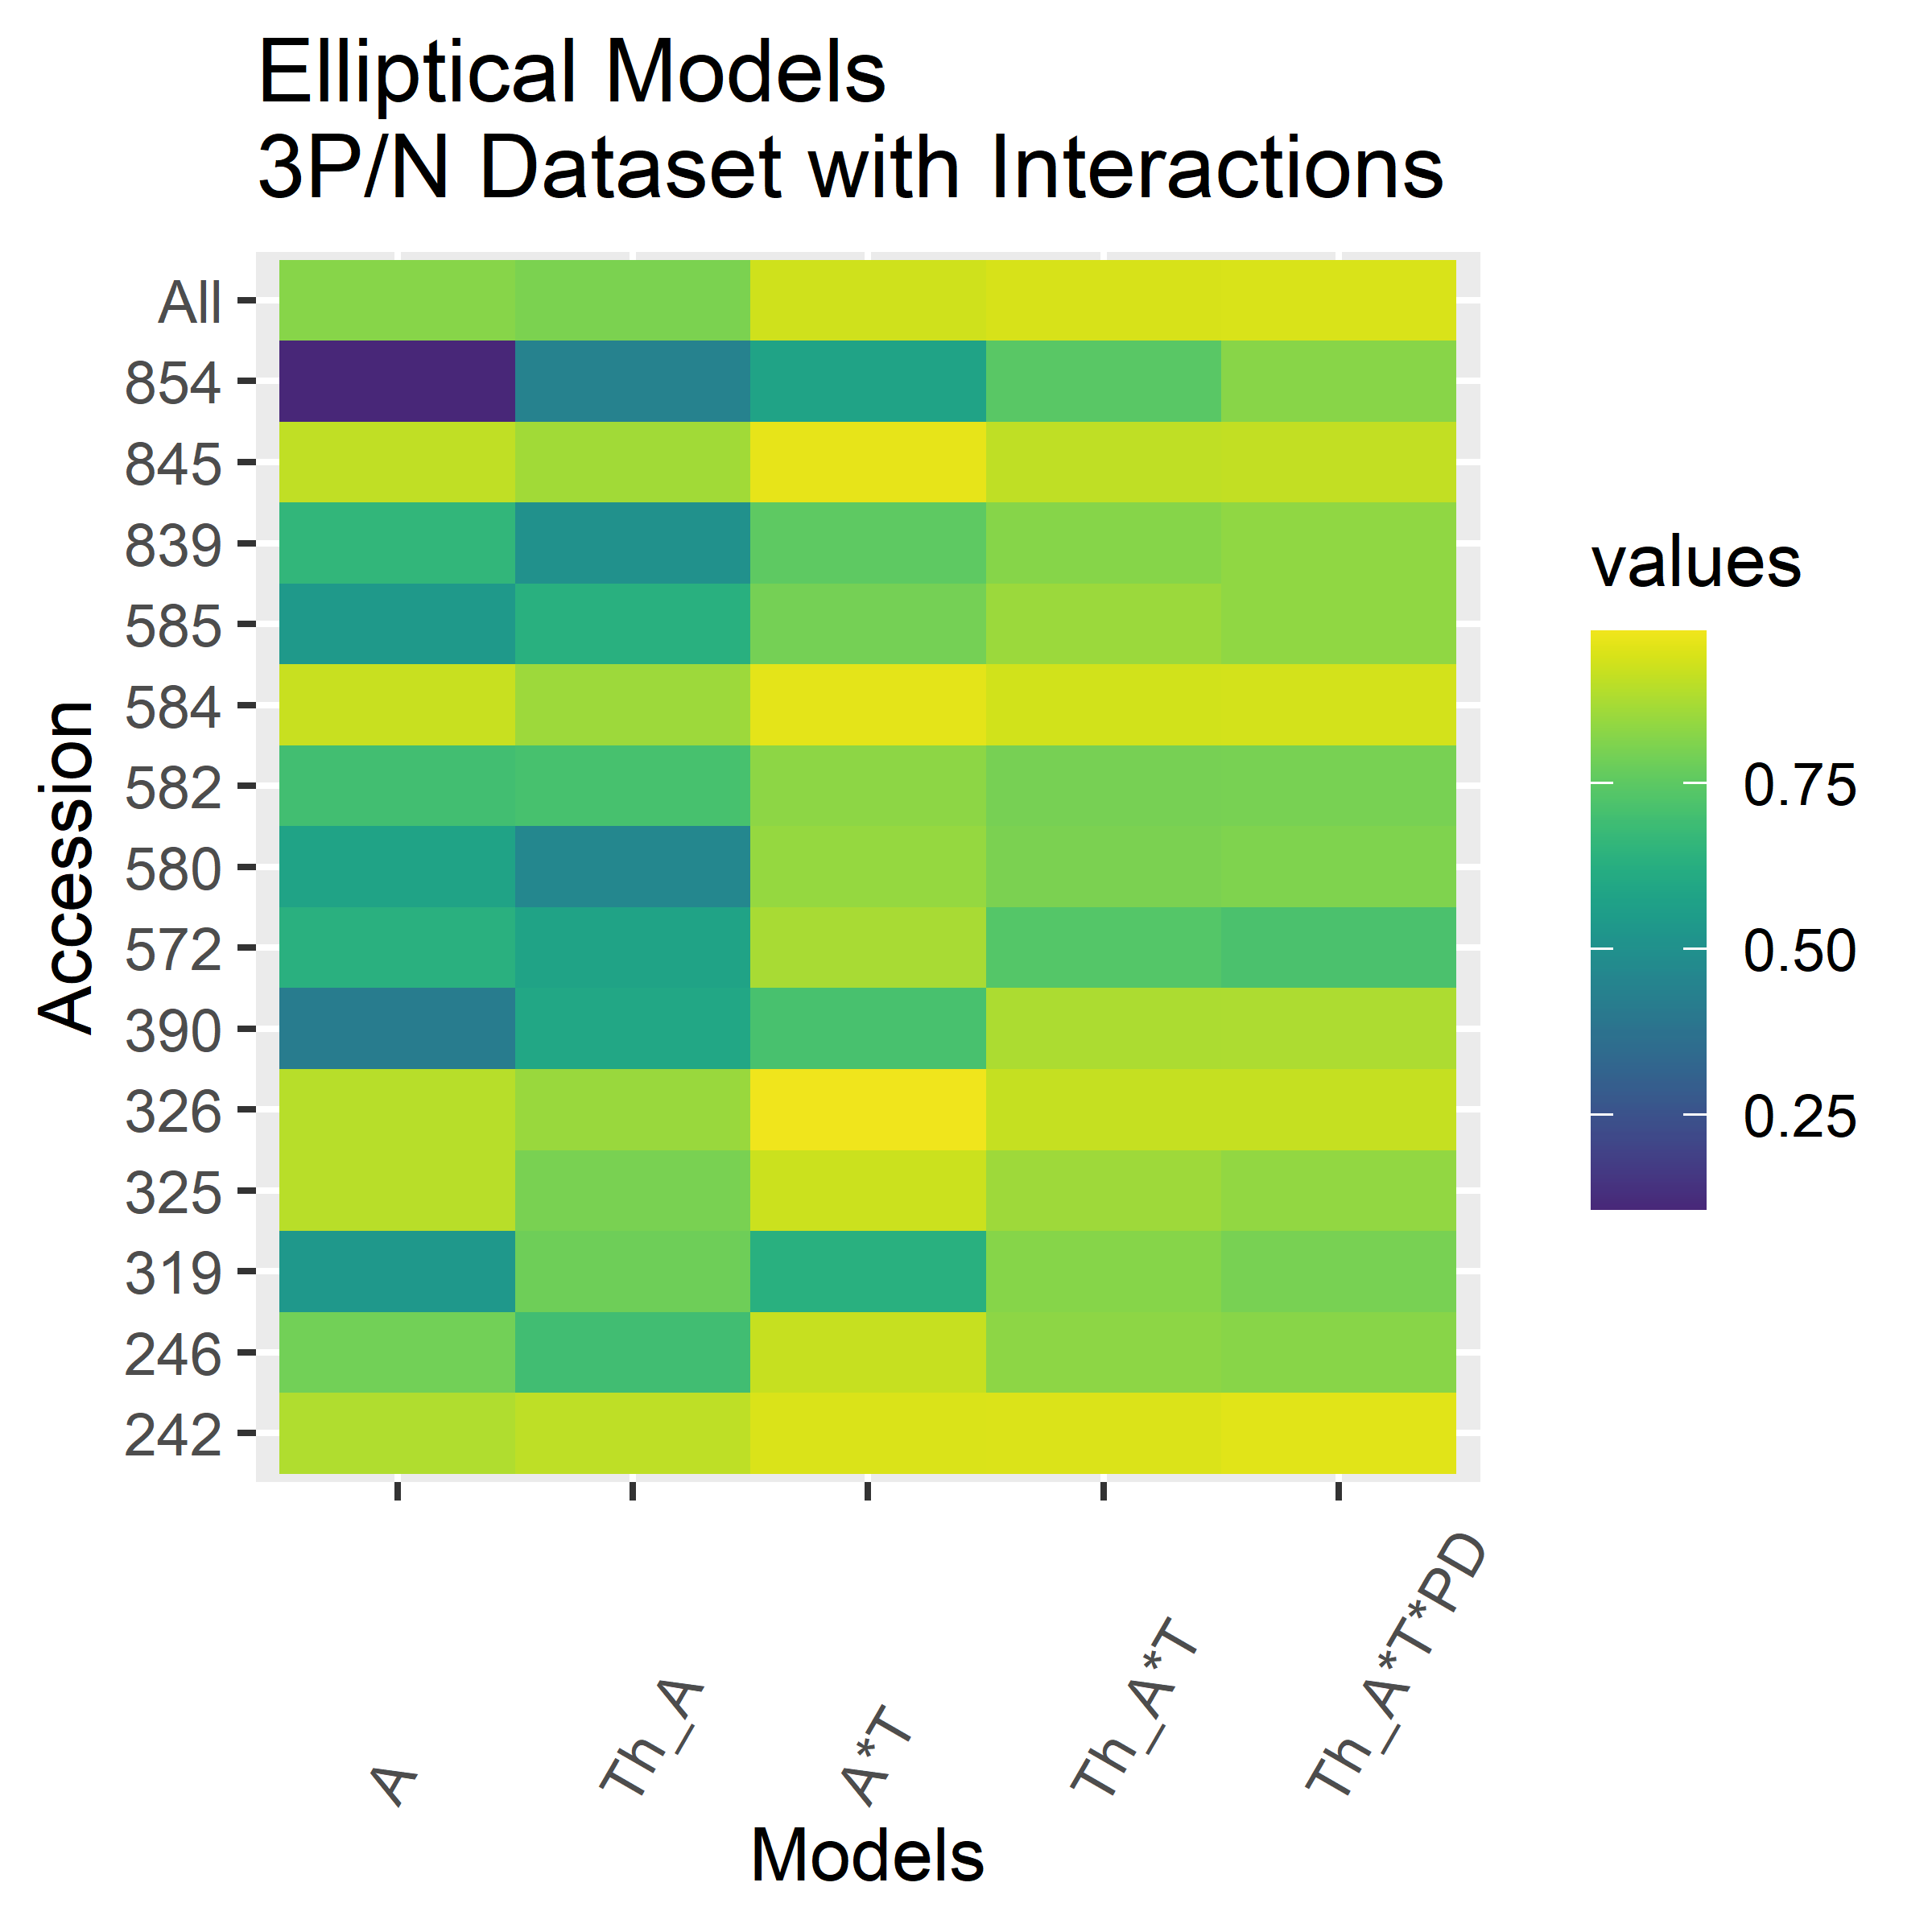 Elliptical Models
3P/N Dataset with Interactions
Accession
All
854
845
839
585
584
582
580
572
390
326
325
319
246
242
A
Th_A
A*T
Th_A*T
Th_A*T*PD
Models
values
0.75
0.50
0.25